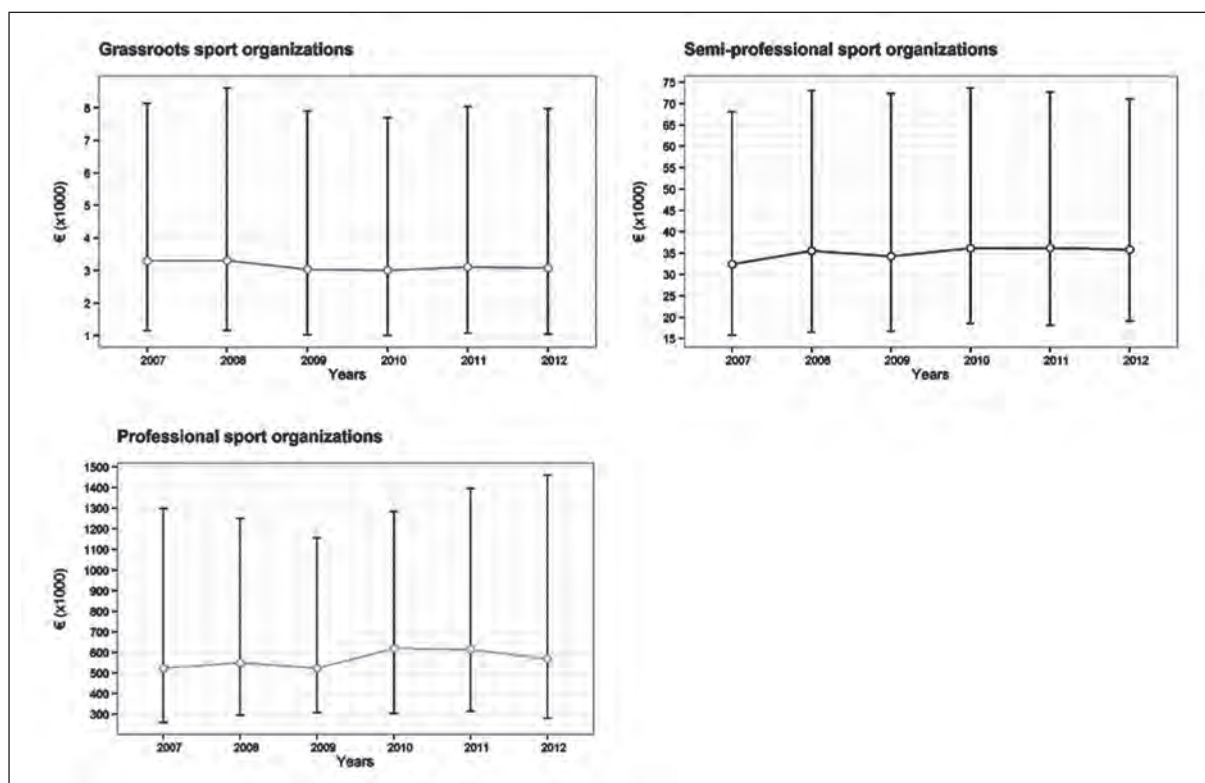 Grassroots sport organizations
8
7
6
5
4
3
2
1
€ (x1000)
2007 2008 2009 2010 2011 2012
Years
Semi-professional sport organizations
75
70
65
60
55
50
45
40
35
30
25
20
15
€ (x1000)
2007 2008 2009 2010 2011 2012
Years
Professional sport organizations
1500
1400
1300
1200
1100
1000
900
800
700
600
500
400
300
€ (x1000)
2007 2008 2009 2010 2011 2012
Years